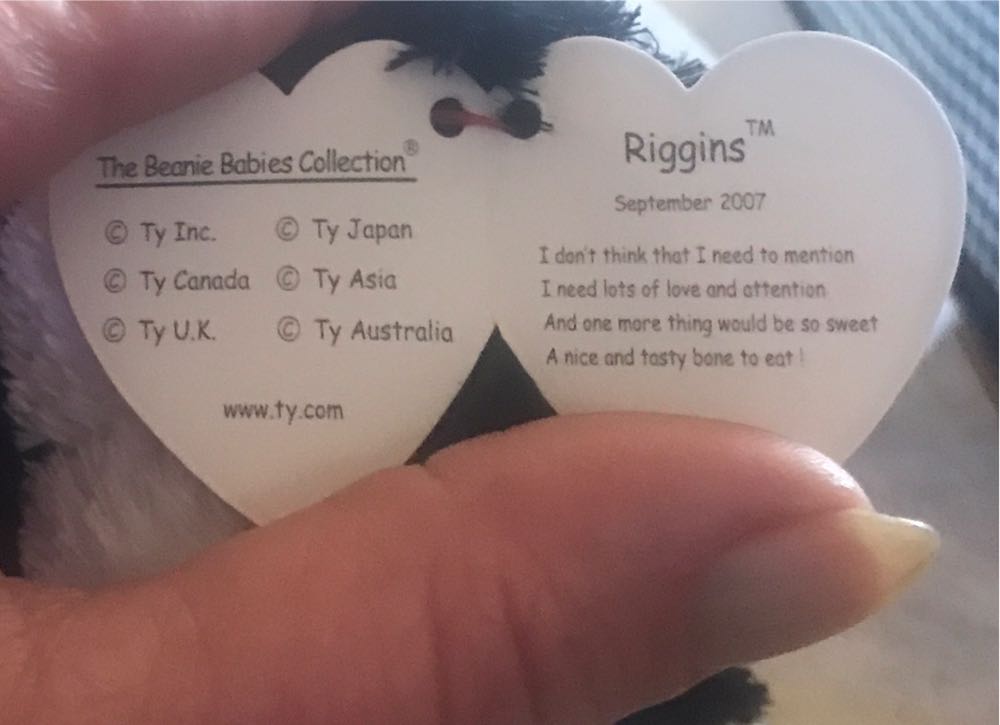 The Beanie Babies Collection®
© Ty Inc. © Ty Japan
© Ty Canada © Ty Asia
© Ty U.K. © Ty Australia
www.ty.com
Riggins™
September 2007
I don't think that I need to mention
I need lots of love and attention
And one more thing would be so sweet
A nice and tasty bone to eat !